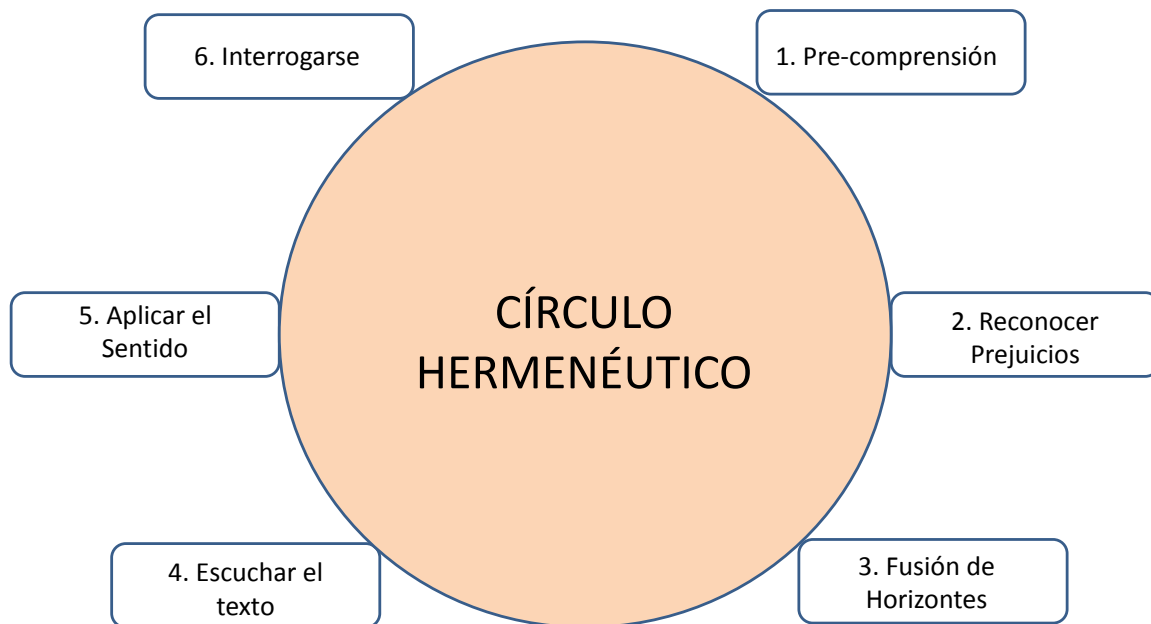 6. Interrogarse
1. Pre-comprensión
CÍRCULO
HERMENÉUTICO
5. Aplicar el
Sentido
2. Reconocer
Prejuicios
4. Escuchar el
texto
3. Fusión de
Horizontes